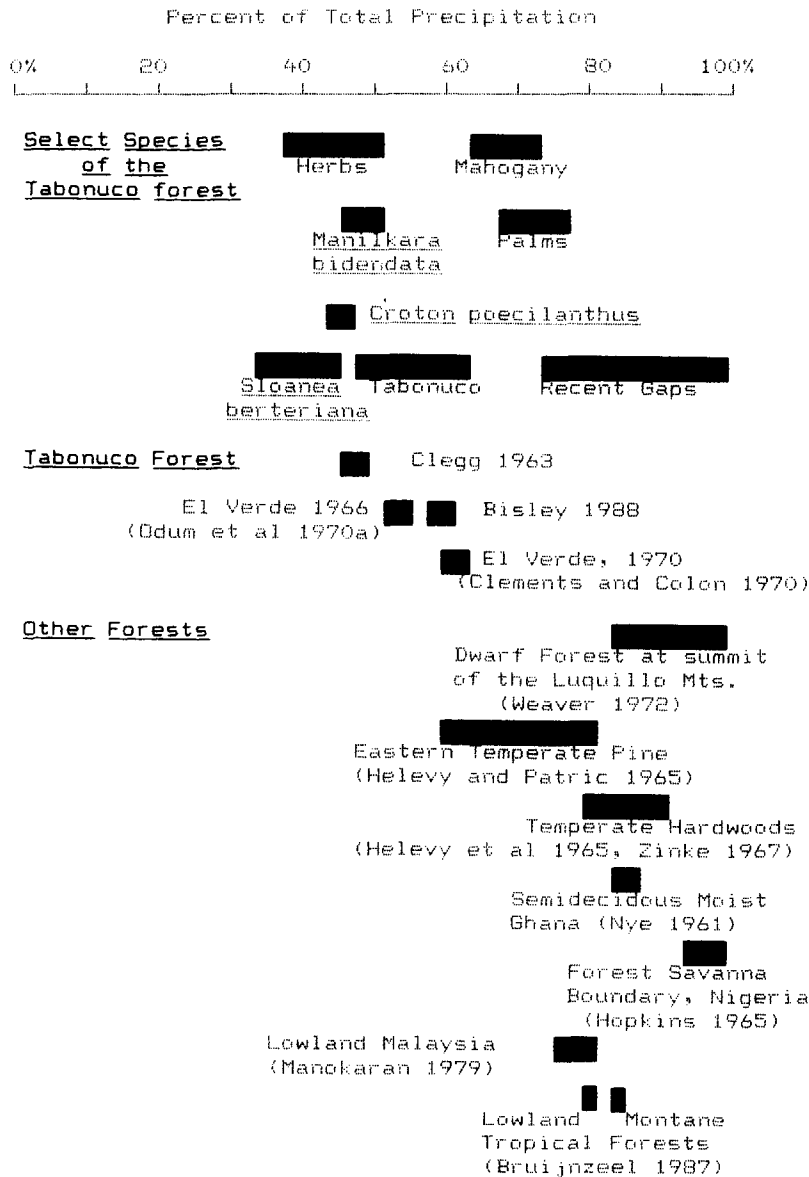 Percent of Total Precipitation
0% 20 40 60 80 100%
Select Species
of the
Tabonuco forest
Herbs Mahogany
Manilkara
bidendata
Palms
Croton poecilanthus
Sloanea
berteriana
Tabonuco Recent Gaps
Tabonuco Forest
Clegg 1963
El Verde 1966
(Odum et al 1970a)
Bisley 1988
El Verde, 1970
(Clements and Colon 1970)
Other Forests
Dwarf Forest at summit
of the Luquillo Mts.
(Weaver 1972)
Eastern Temperate Pine
(Helevy and Patric 1965)
Temperate Hardwoods
(Helevy et al 1965, Zinke 1967)
Semidecidous Moist
Ghana (Nye 1961)
Forest Savanna
Boundary, Nigeria
(Hopkins 1965)
Lowland Malaysia
(Manokaran 1979)
Lowland Montane
Tropical Forests
(Bruijnzeel 1987)